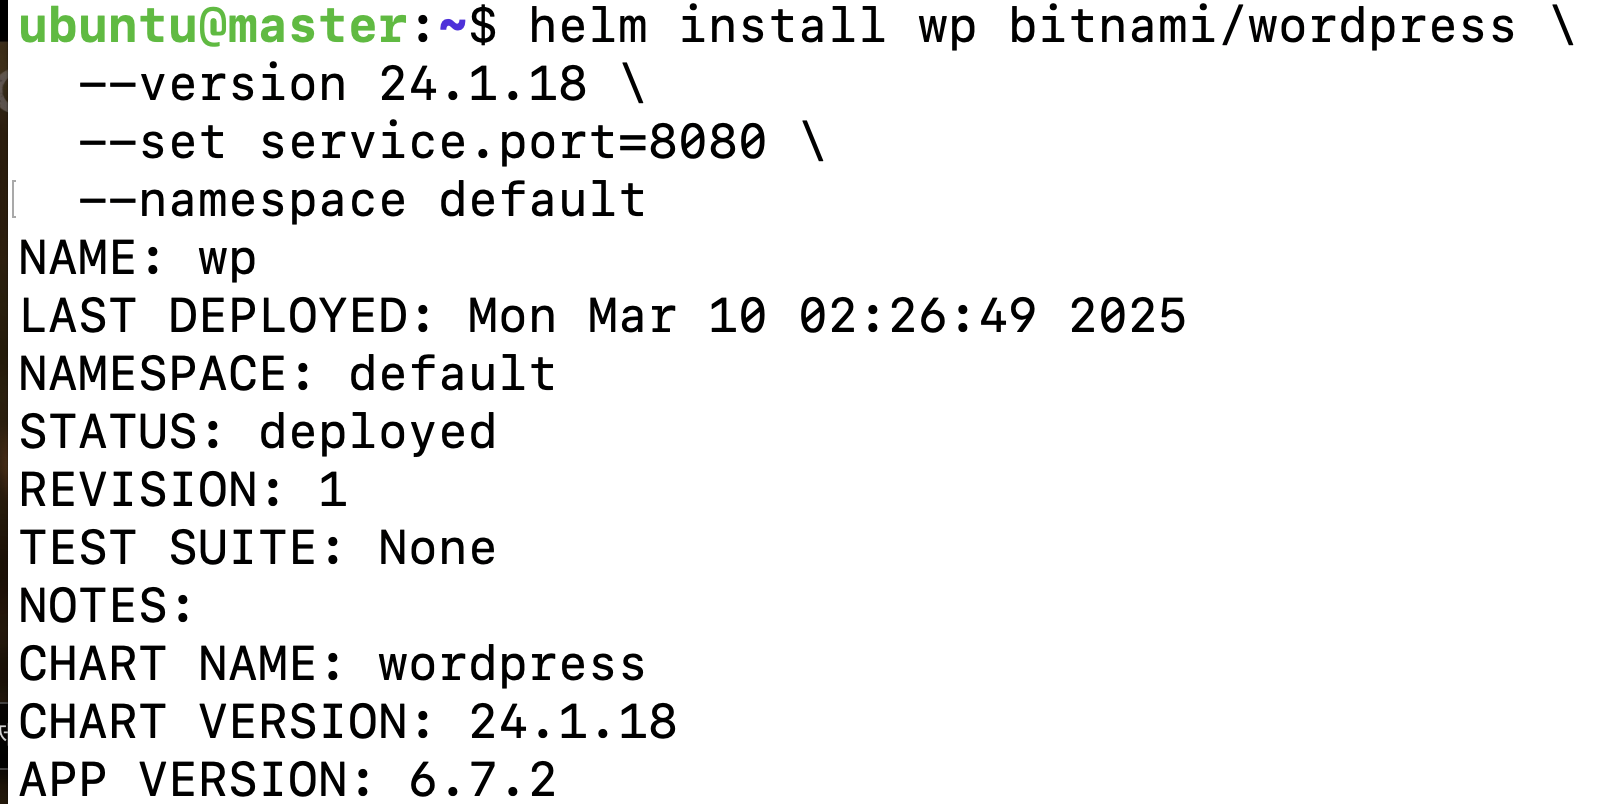 ubuntu@master:~$ helm install wp bitnami/wordpress \
  --version 24.1.18 \
  --set service.port=8080 \
  --namespace default
NAME: wp
LAST DEPLOYED: Mon Mar 10 02:26:49 2025
NAMESPACE: default
STATUS: deployed
REVISION: 1
TEST SUITE: None
NOTES:
CHART NAME: wordpress
CHART VERSION: 24.1.18
APP VERSION: 6.7.2